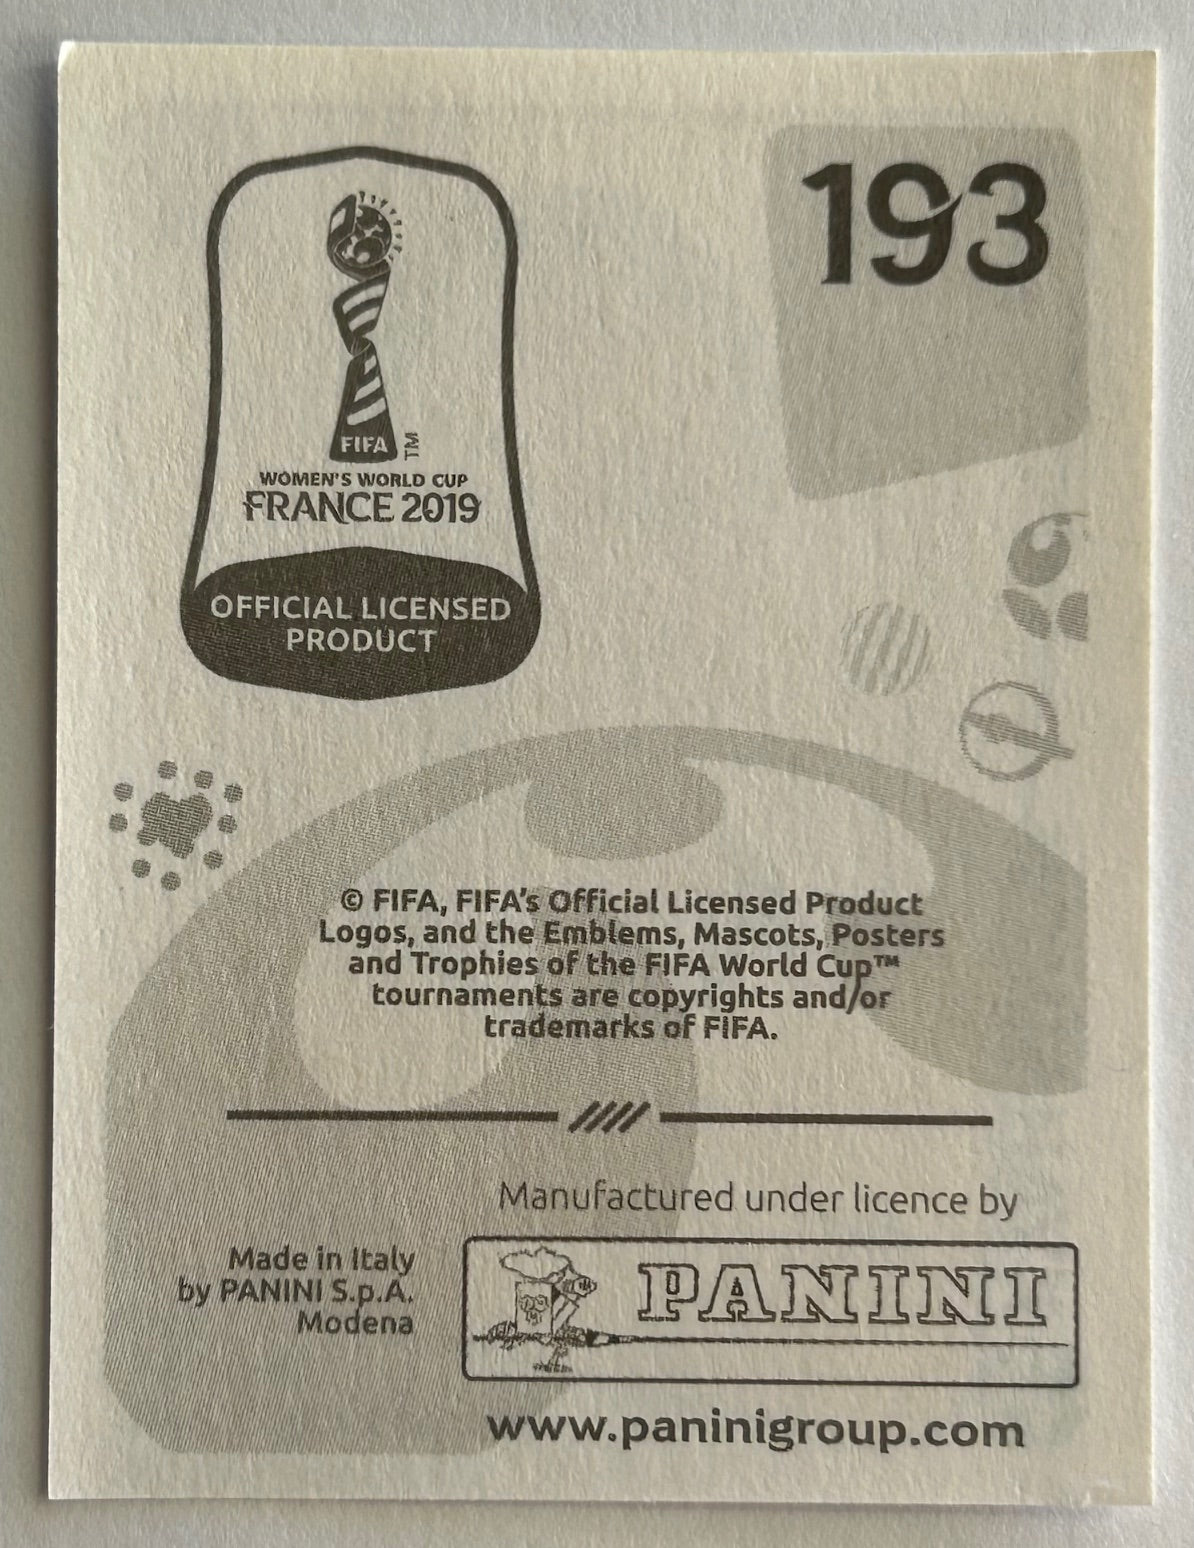 193
FIFA
TM
WOMEN'S WORLD CUP
FRANCE 2019
OFFICIAL LICENSED
PRODUCT
© FIFA, FIFA's Official Licensed Product
Logos, and the Emblems, Mascots, Posters
and Trophies of the FIFA World Cup™
tournaments are copyrights and/or
trademarks of FIFA.
Manufactured under licence by
Made in Italy
by PANINI S.p.A.
Modena
PANINI
www.paninigroup.com